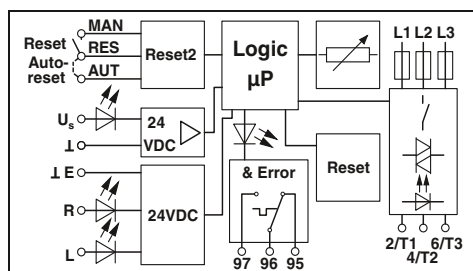 MAN
Reset
RES
Auto-
reset
AUT
Reset2
Logic
µP
L1 L2 L3
Us
24
VDC
⊥
⊥ E
R
L
24VDC
& Error
Reset
97 96 95
2/T1 6/T3
4/T2